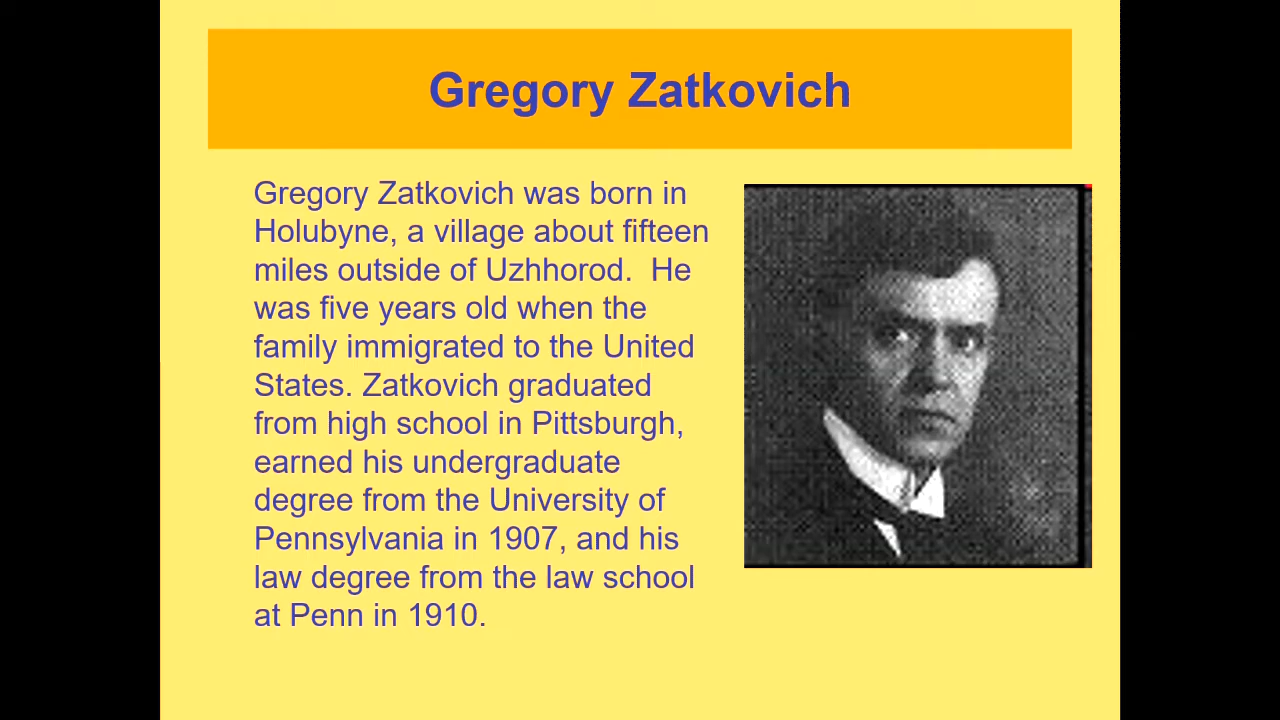 Gregory Zatkovich
Gregory Zatkovich was born in
Holubyne, a village about fifteen
miles outside of Uzhhorod.  He
was five years old when the
family immigrated to the United
States. Zatkovich graduated
from high school in Pittsburgh,
earned his undergraduate
degree from the University of
Pennsylvania in 1907, and his
law degree from the law school
at Penn in 1910.